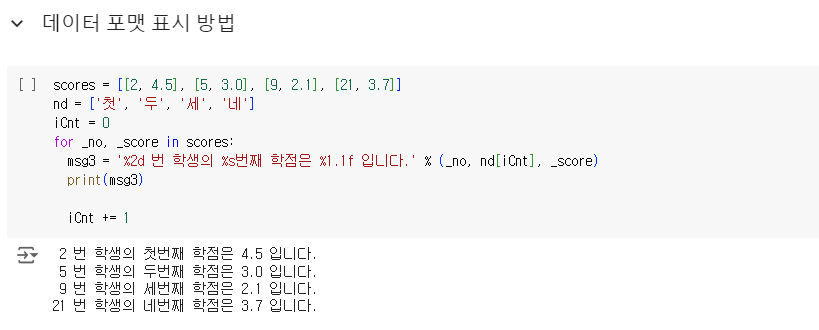 데이터 포맷 표시 방법
[ ] scores = [[2, 4.5], [5, 3.0], [9, 2.1], [21, 3.7]]
nd = ['첫', '두', '세', '네']
iCnt = 0
for _no, _score in scores:
  msg3 = '%2d 번 학생의 %s번째 학점은 %1.1f 입니다.' % (_no, nd[iCnt], _score)
  print(msg3)

  iCnt += 1
 2 번 학생의 첫번째 학점은 4.5 입니다.
 5 번 학생의 두번째 학점은 3.0 입니다.
 9 번 학생의 세번째 학점은 2.1 입니다.
21 번 학생의 네번째 학점은 3.7 입니다.